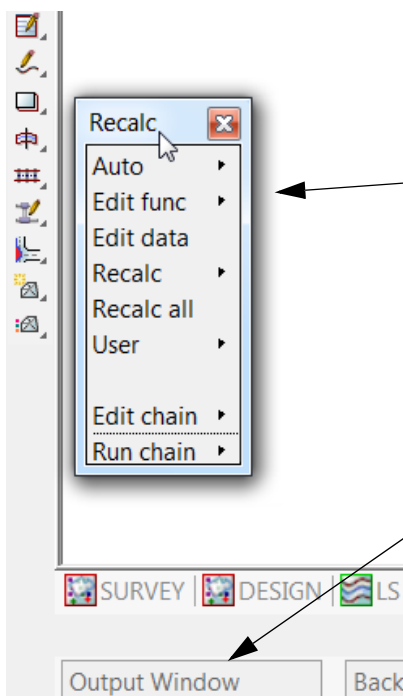 Recalc
Auto
Edit func
Edit data
Recalc
Recalc all
User
Edit chain
Run chain
SURVEY | DESIGN | LS
Output Window Back